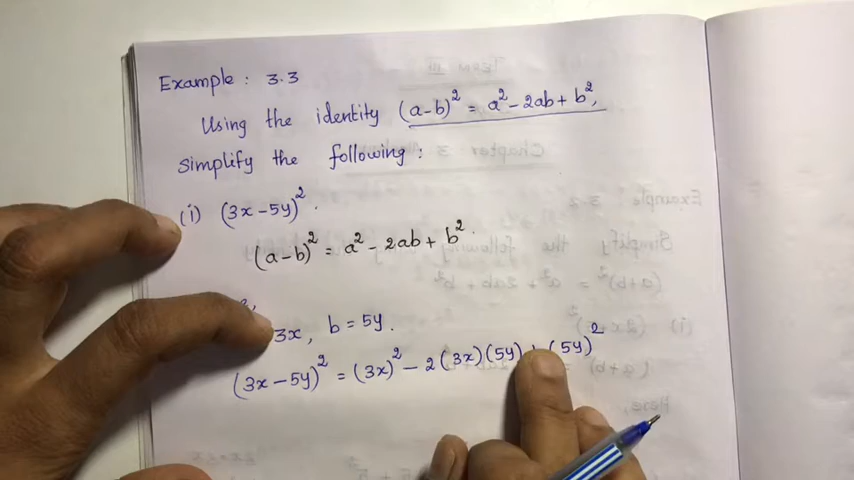 Example : 3.3
Using the identity (a-b)² = a² - 2ab + b²,
simplify the following :
(i) (3x-5y)².
(a-b)² = a² - 2ab + b².
3x, b = 5y.
(3x-5y)² = (3x)² - 2(3x)(5y) + (5y)²